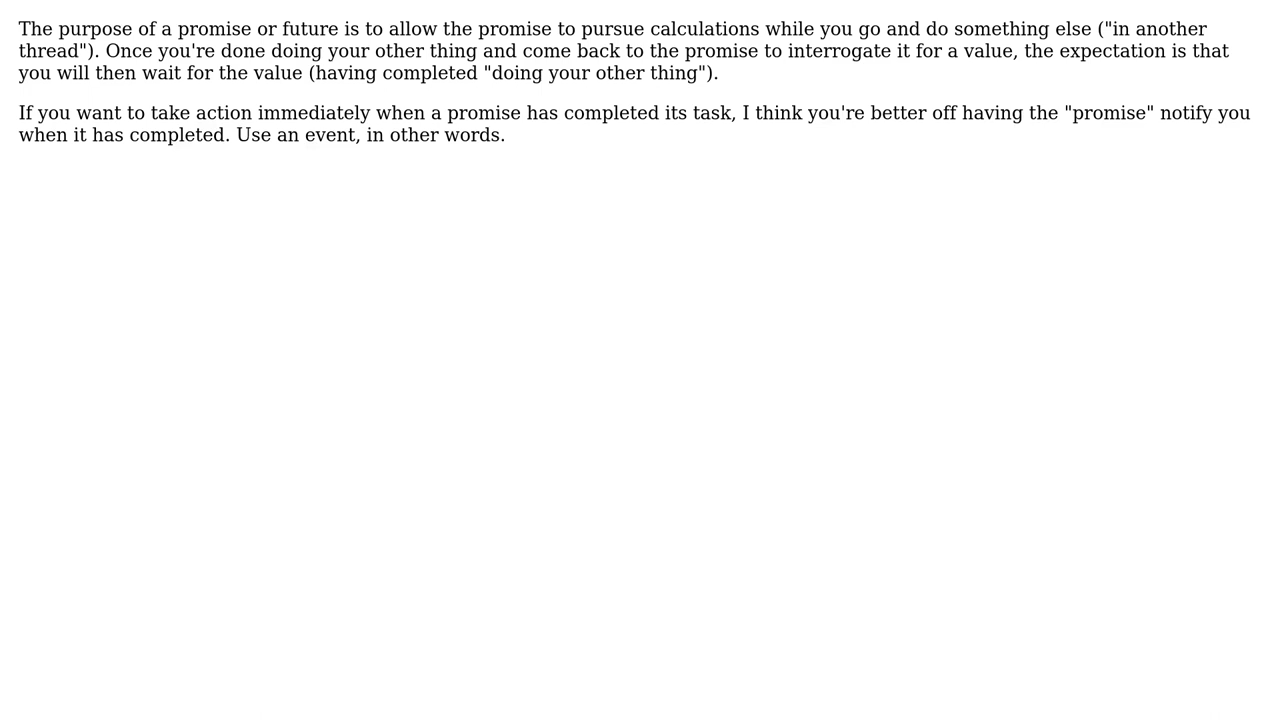 The purpose of a promise or future is to allow the promise to pursue calculations while you go and do something else ("in another
thread"). Once you're done doing your other thing and come back to the promise to interrogate it for a value, the expectation is that
you will then wait for the value (having completed "doing your other thing").
If you want to take action immediately when a promise has completed its task, I think you're better off having the "promise" notify you
when it has completed. Use an event, in other words.